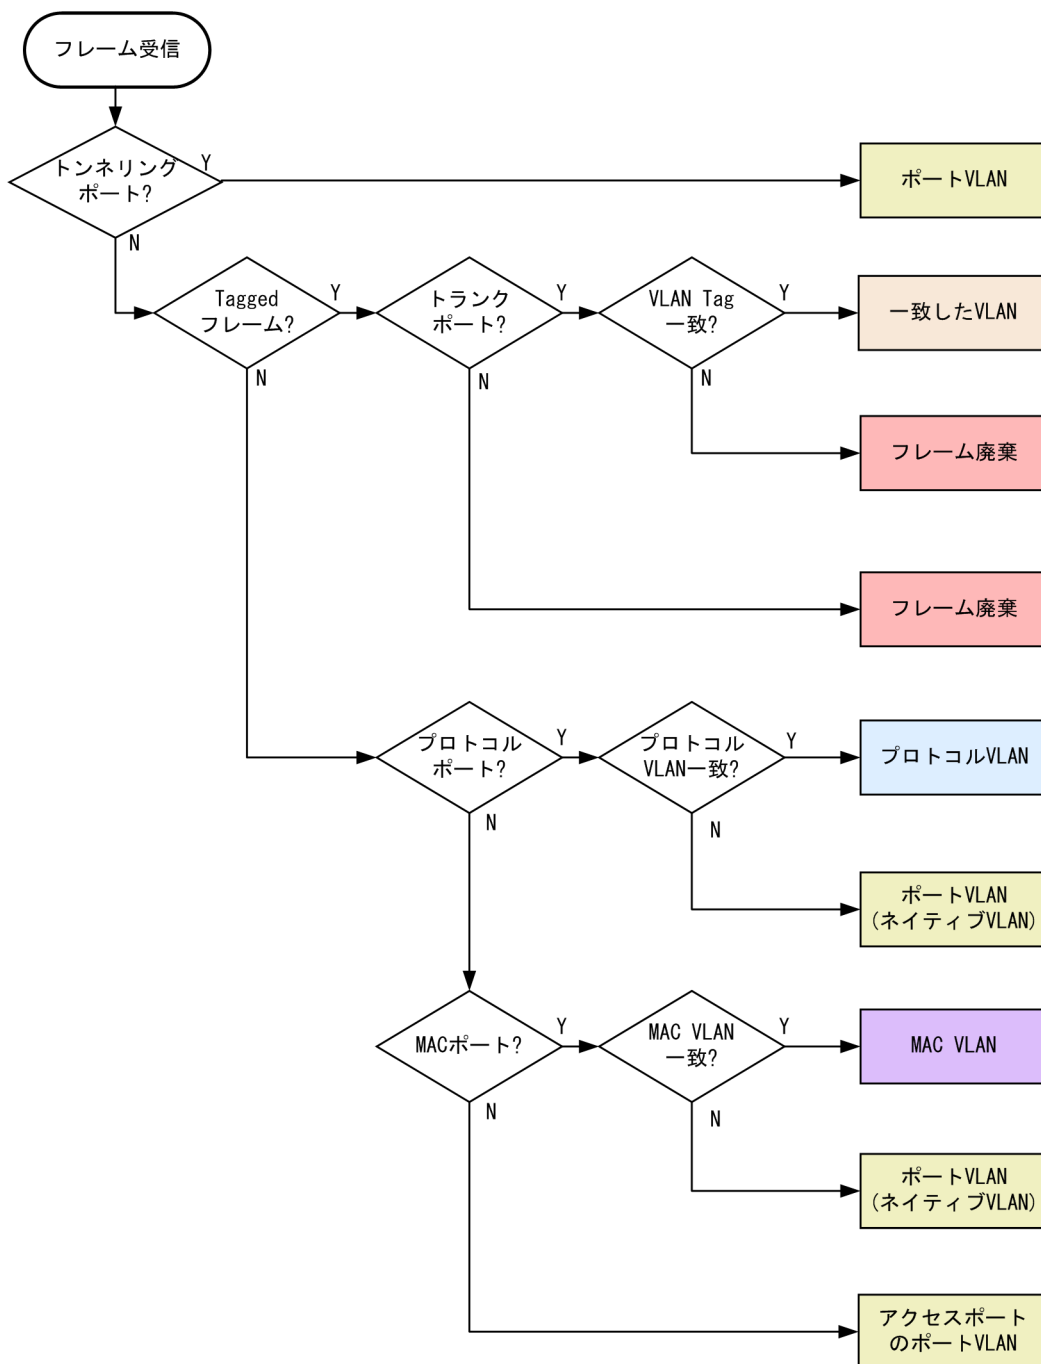 フレーム受信
トンネリング
ポート?
Y
ポートVLAN
N
Tagged
フレーム?
Y
トランク
ポート?
Y
VLAN Tag
一致?
Y
一致したVLAN
N
N
N
フレーム廃棄
フレーム廃棄
プロトコル
ポート?
Y
プロトコル
VLAN一致?
Y
プロトコルVLAN
N
N
ポートVLAN
(ネイティブVLAN)
MACポート?
Y
MAC VLAN
一致?
Y
MAC VLAN
N
N
ポートVLAN
(ネイティブVLAN)
アクセスポート
のポートVLAN